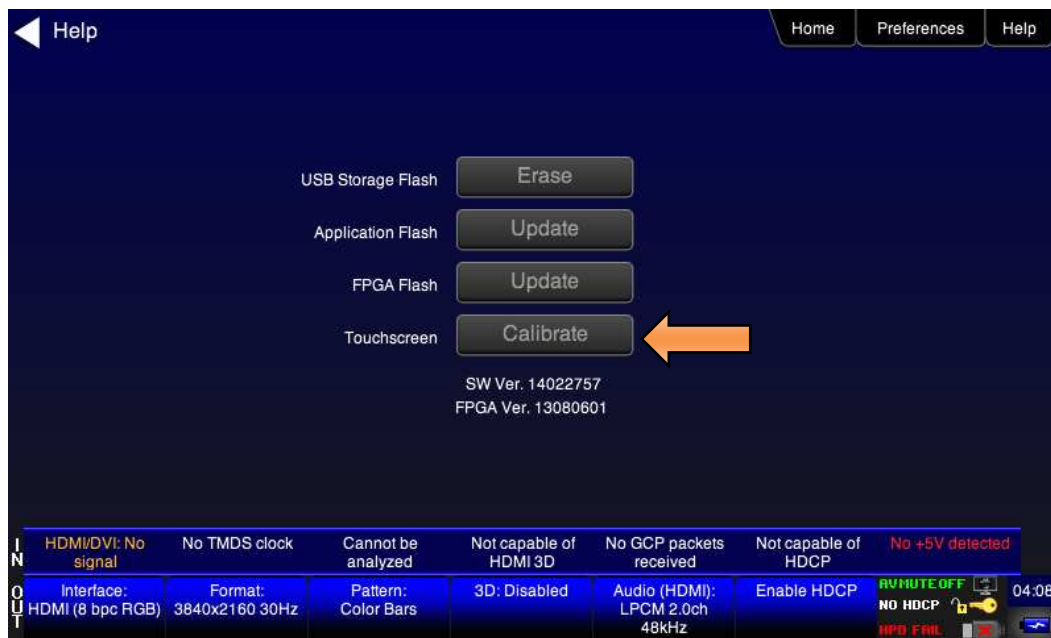 Help
Home
Preferences
Help
USB Storage Flash
Erase
Application Flash
Update
FPGA Flash
Update
Touchscreen
Calibrate
SW Ver. 14022757
FPGA Ver. 13080601
IN
HDMI/DVI: No
signal
No TMDS clock
Cannot be
analyzed
Not capable of
HDMI 3D
No GCP packets
received
Not capable of
HDCP
No +5V detected
OUT
Interface:
HDMI (8 bpc RGB)
Format:
3840x2160 30Hz
Pattern:
Color Bars
3D: Disabled
Audio (HDMI):
LPCM 2.0ch
48kHz
Enable HDCP
AVMUTEOFF
NO HDCP
HPD FAIL
04:08